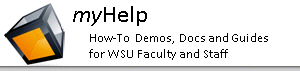 myHelp
How-To Demos, Docs and Guides
for WSU Faculty and Staff